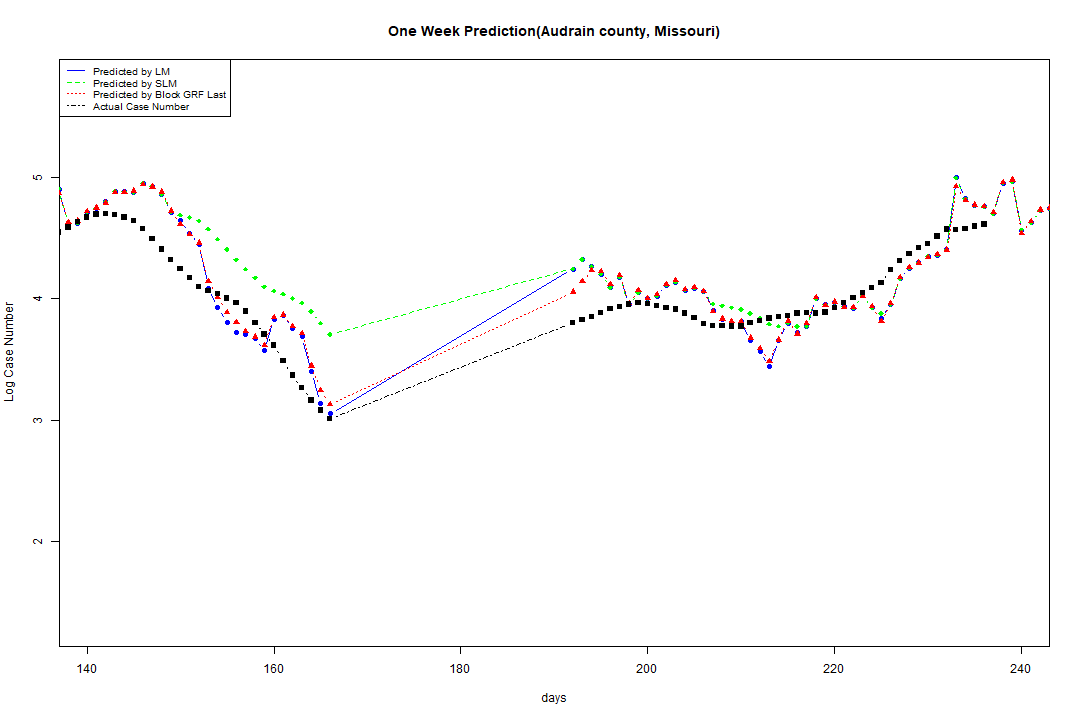 One Week Prediction(Audrain county, Missouri)
Predicted by LM
Predicted by SLM
Predicted by Block GRF Last
Actual Case Number
5
4
3
2
Log Case Number
140 160 180 200 220 240
days